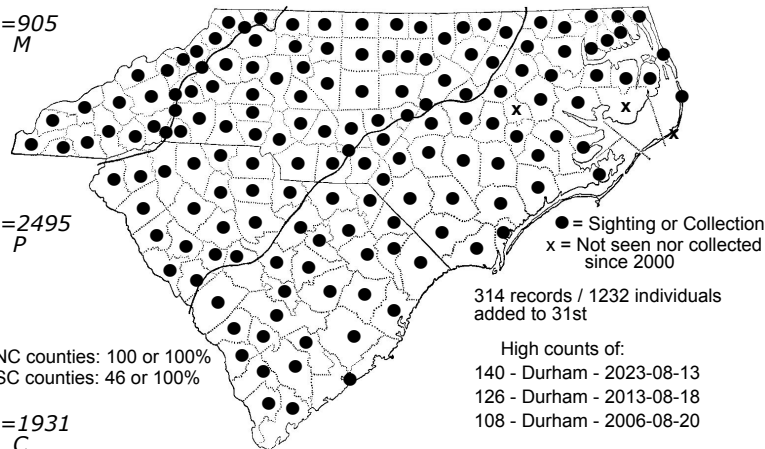 =905
M
=2495
P
● = Sighting or Collection
x = Not seen nor collected
since 2000
314 records / 1232 individuals
added to 31st
NC counties: 100 or 100%
SC counties: 46 or 100%
High counts of:
140 - Durham - 2023-08-13
126 - Durham - 2013-08-18
108 - Durham - 2006-08-20
=1931
C
x
x
x